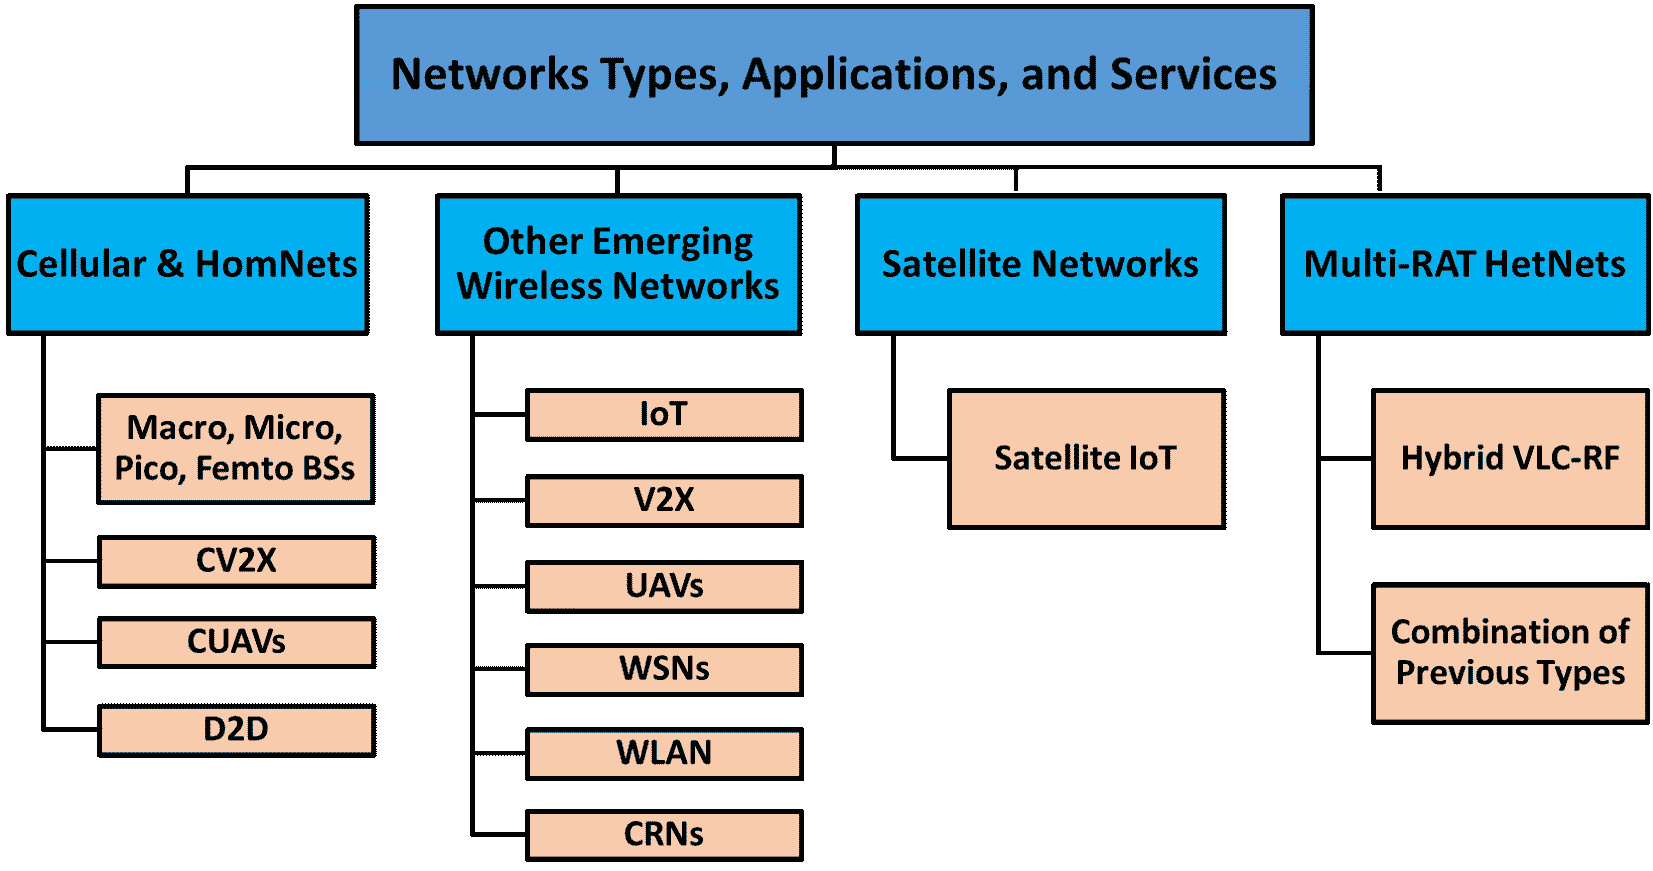 Networks Types, Applications, and Services
Cellular & HomNets
Macro, Micro,
Pico, Femto BSs
CV2X
CUAVs
D2D
Other Emerging
Wireless Networks
IoT
V2X
UAVs
WSNs
WLAN
CRNs
Satellite Networks
Satellite IoT
Multi-RAT HetNets
Hybrid VLC-RF
Combination of
Previous Types